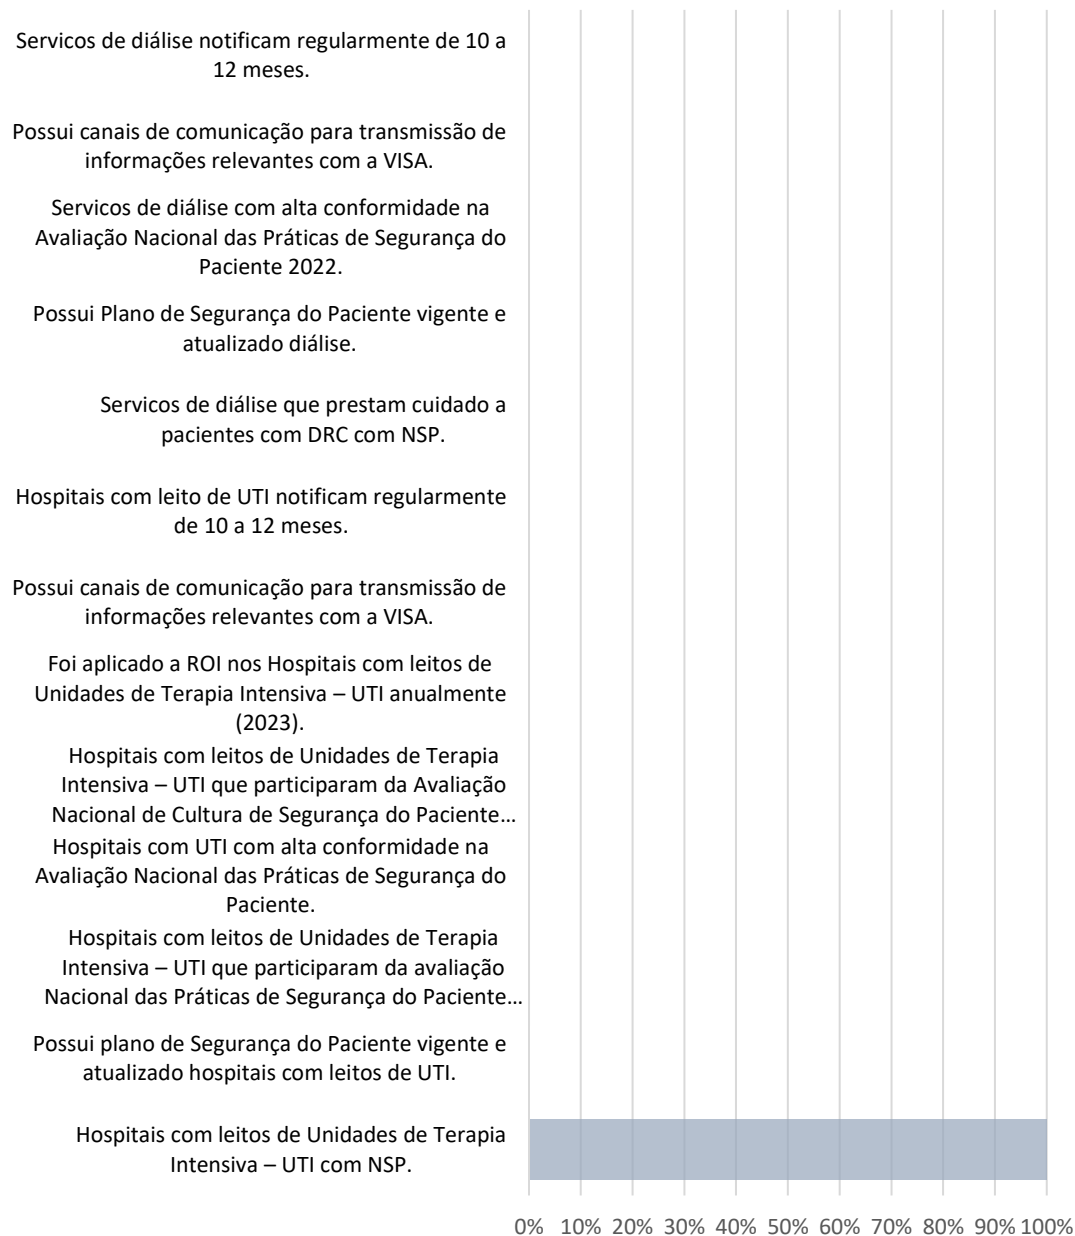 Servicos de diálise notificam regularmente de 10 a
12 meses.
Possui canais de comunicação para transmissão de
informações relevantes com a VISA.
Servicos de diálise com alta conformidade na
Avaliação Nacional das Práticas de Segurança do
Paciente 2022.
Possui Plano de Segurança do Paciente vigente e
atualizado diálise.
Servicos de diálise que prestam cuidado a
pacientes com DRC com NSP.
Hospitais com leito de UTI notificam regularmente
de 10 a 12 meses.
Possui canais de comunicação para transmissão de
informações relevantes com a VISA.
Foi aplicado a ROI nos Hospitais com leitos de
Unidades de Terapia Intensiva – UTI anualmente
(2023).
Hospitais com leitos de Unidades de Terapia
Intensiva – UTI que participaram da Avaliação
Nacional de Cultura de Segurança do Paciente...
Hospitais com UTI com alta conformidade na
Avaliação Nacional das Práticas de Segurança do
Paciente.
Hospitais com leitos de Unidades de Terapia
Intensiva – UTI que participaram da avaliação
Nacional das Práticas de Segurança do Paciente...
Possui plano de Segurança do Paciente vigente e
atualizado hospitais com leitos de UTI.
Hospitais com leitos de Unidades de Terapia
Intensiva – UTI com NSP.
0% 10% 20% 30% 40% 50% 60% 70% 80% 90% 100%